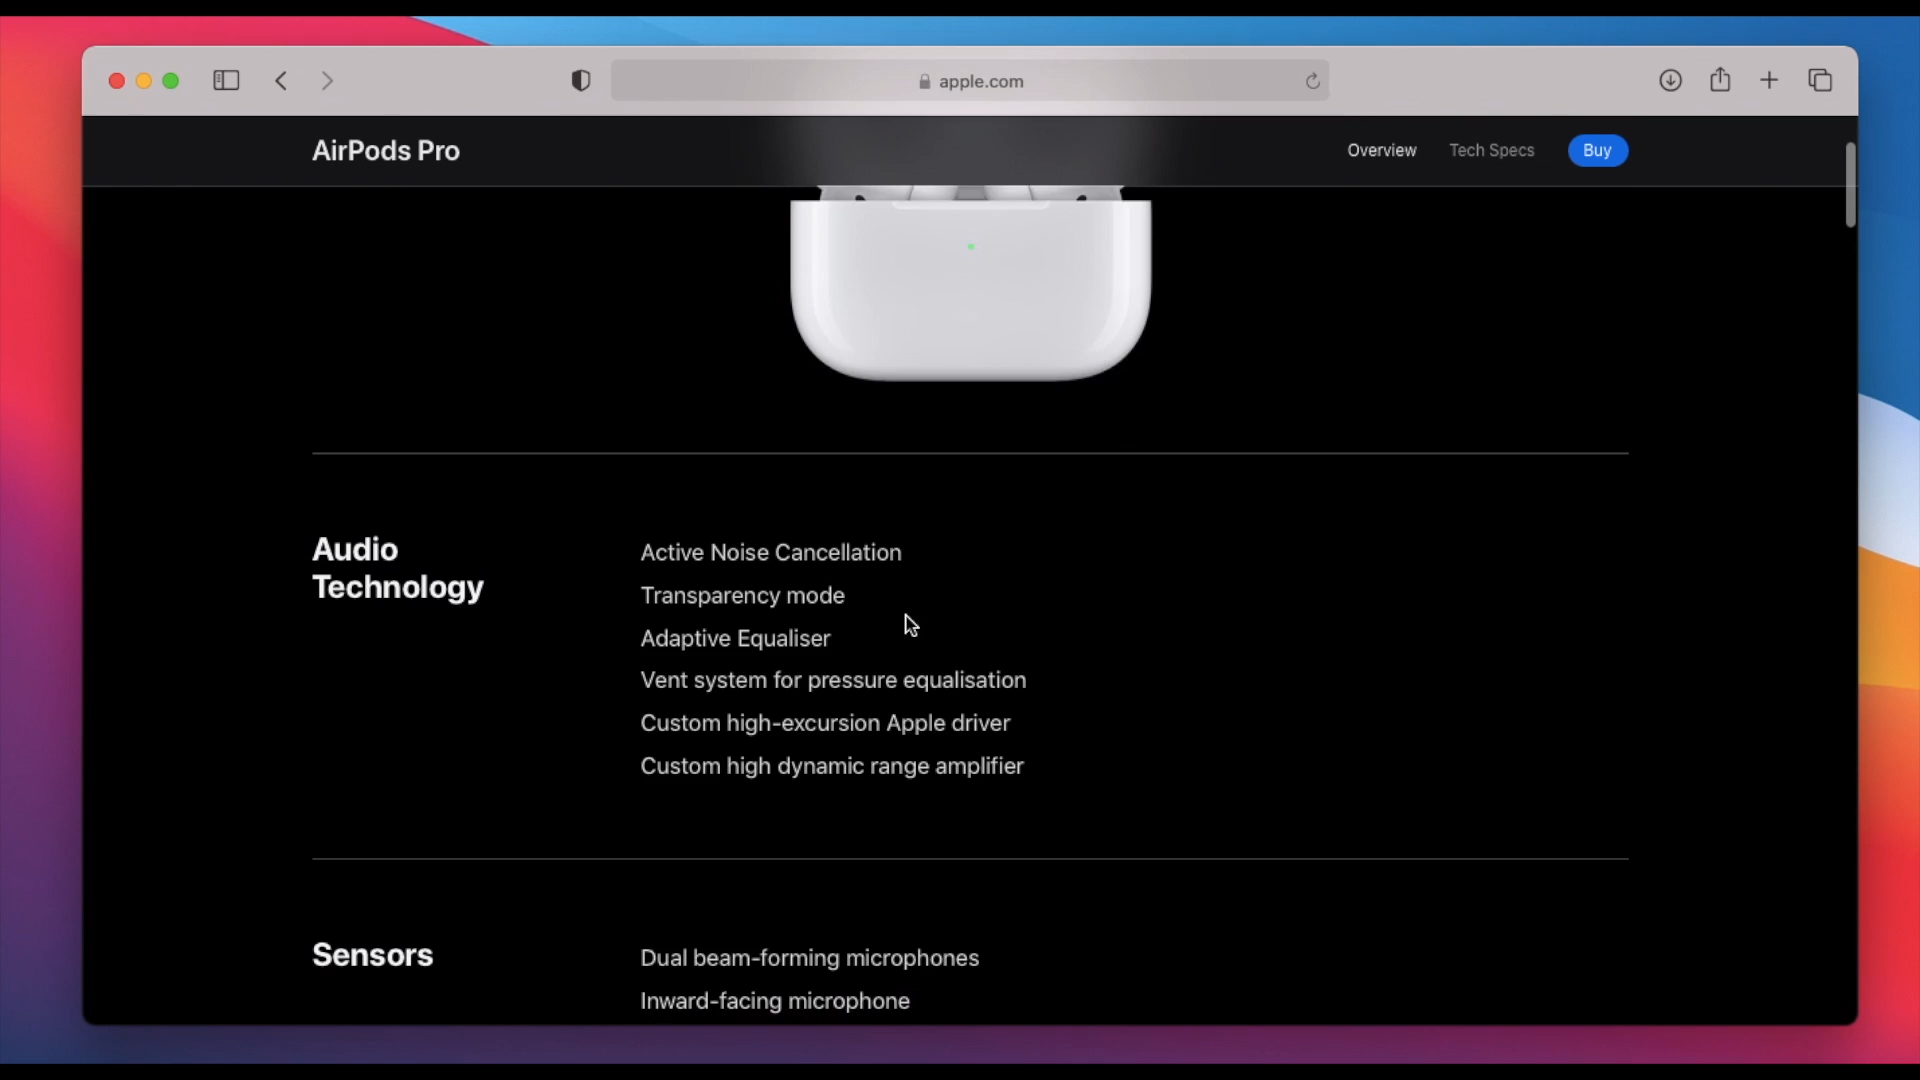 apple.com
AirPods Pro
Overview
Tech Specs
Buy
Audio
Technology
Active Noise Cancellation
Transparency mode
Adaptive Equaliser
Vent system for pressure equalisation
Custom high-excursion Apple driver
Custom high dynamic range amplifier
Sensors
Dual beam-forming microphones
Inward-facing microphone